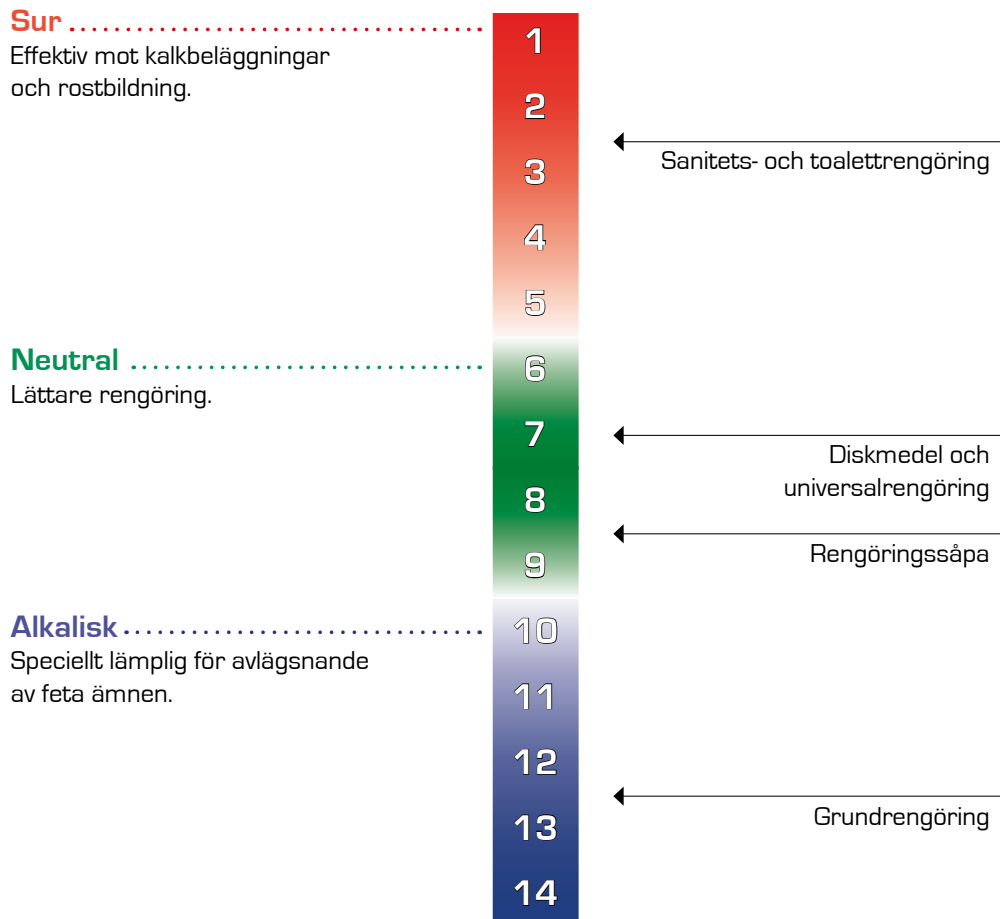 Sur
Effektiv mot kalkbeläggningar
och rostbildning.
Neutral
Lättare rengöring.
Alkalisk
Speciellt lämplig för avlägsnande
av feta ämnen.
1
2
3
4
5
6
7
8
9
10
11
12
13
14
Sanitets- och toalettrengöring
Diskmedel och
universalrengöring
Rengöringssåpa
Grundrengöring